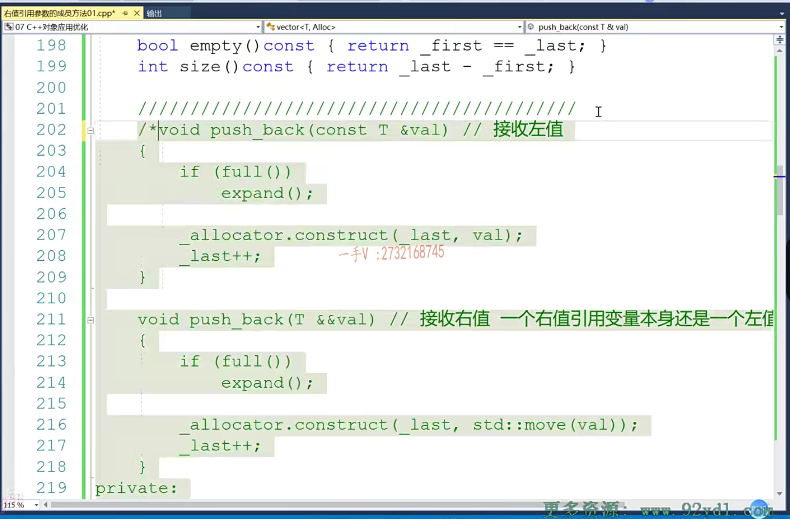 右值引用参数的成员方法01.cpp*
输出
07 C++对象应用优化
vector<T, Alloc>
push_back(const T & val)
198 bool empty()const { return _first == _last; }
199 int size()const { return _last - _first; }
200
201 //////////////////////////////////////////
202 /*void push_back(const T &val) // 接收左值
203 {
204 if (full())
205 expand();
206
207 _allocator.construct(_last, val);
208 _last++;
一手V :2732168745
209 }
210
211 void push_back(T &&val) // 接收右值 一个右值引用变量本身还是一个左值
212 {
213 if (full())
214 expand();
215
216 _allocator.construct(_last, std::move(val));
217 _last++;
218 }
219 private:
115 %
更多资源: www.92yd1.com